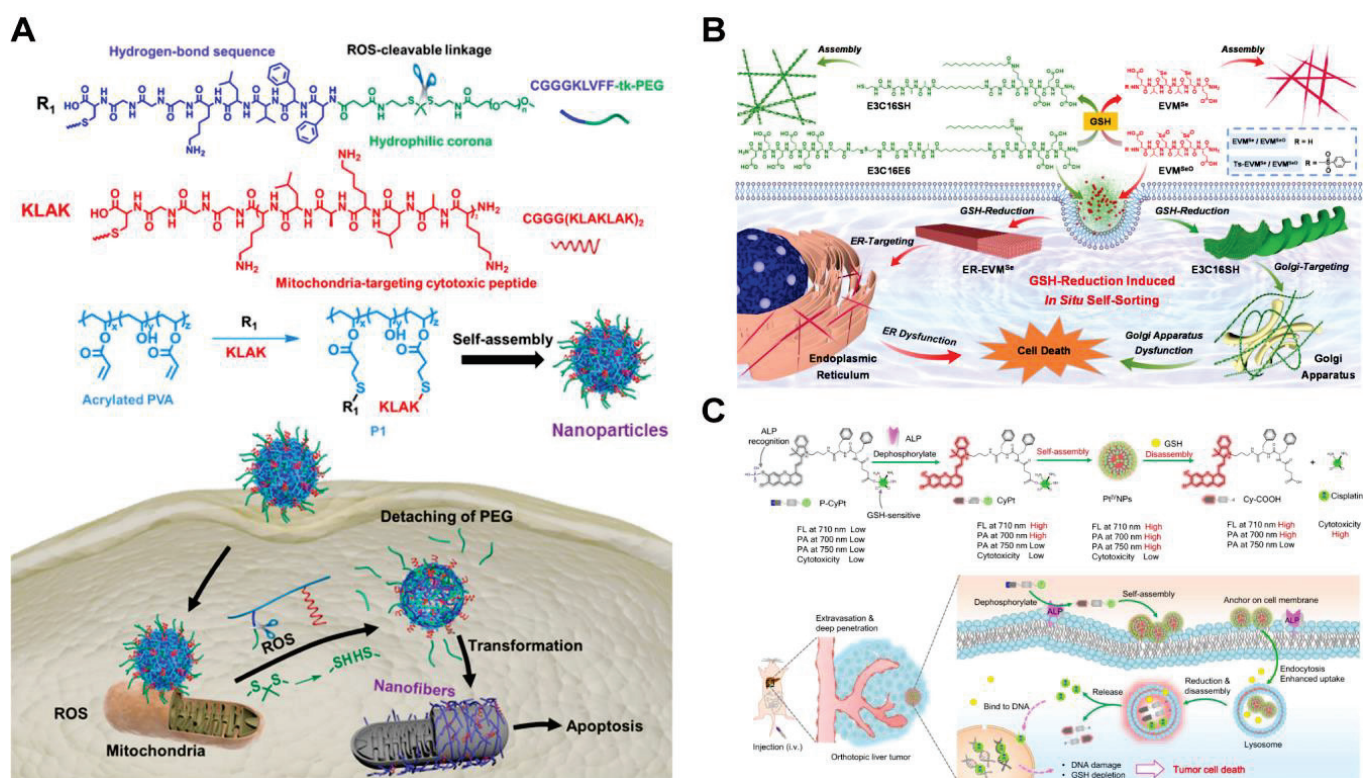 A
Hydrogen-bond sequence
ROS-cleavable linkage
CGGGKLVFF-tk-PEG
R1
Hydrophilic corona
KLAK
CGGG(KLAKLAK)2
Mitochondria-targeting cytotoxic peptide
R1
KLAK
Self-assembly
Acrylated PVA
R1
KLAK
P1
Nanoparticles
Detaching of PEG
ROS
SHHS
Transformation
Nanofibers
ROS
Mitochondria
Apoptosis
B
Assembly
Assembly
E3C16SH
EVMSe
GSH
E3C16E6
EVMSeO
EVMSe / EVMSeO R = H
Ts-EVMSe / EVMSeO R =
GSH-Reduction
GSH-Reduction
ER-Targeting
ER-EVMSe
E3C16SH
GSH-Reduction Induced
In Situ Self-Sorting
Golgi-Targeting
ER Dysfunction
Cell Death
Golgi Apparatus
Dysfunction
Endoplasmic
Reticulum
Golgi
Apparatus
C
ALP
recognition
ALP
Dephosphorylate
Self-assembly
GSH
Disassembly
P-CyPt
GSH-sensitive
CyPt
PtIVNPs
Cy-COOH
+
Cisplatin
FL at 710 nm Low
PA at 700 nm Low
PA at 750 nm Low
Cytotoxicity Low
FL at 710 nm High
PA at 700 nm High
PA at 750 nm Low
Cytotoxicity Low
FL at 710 nm High
PA at 700 nm High
PA at 750 nm High
Cytotoxicity Low
FL at 710 nm High
PA at 700 nm High
PA at 750 nm Low
Cytotoxicity
High
Extravasation &
deep penetration
Injection (i.v.)
Orthotopic liver tumor
Dephosphorylate
ALP
Self-assembly
Anchor on cell membrane
ALP
Endocytosis
Enhanced uptake
Lysosome
Reduction &
disassembly
Release
Bind to DNA
• DNA damage
• GSH depletion
Tumor cell death